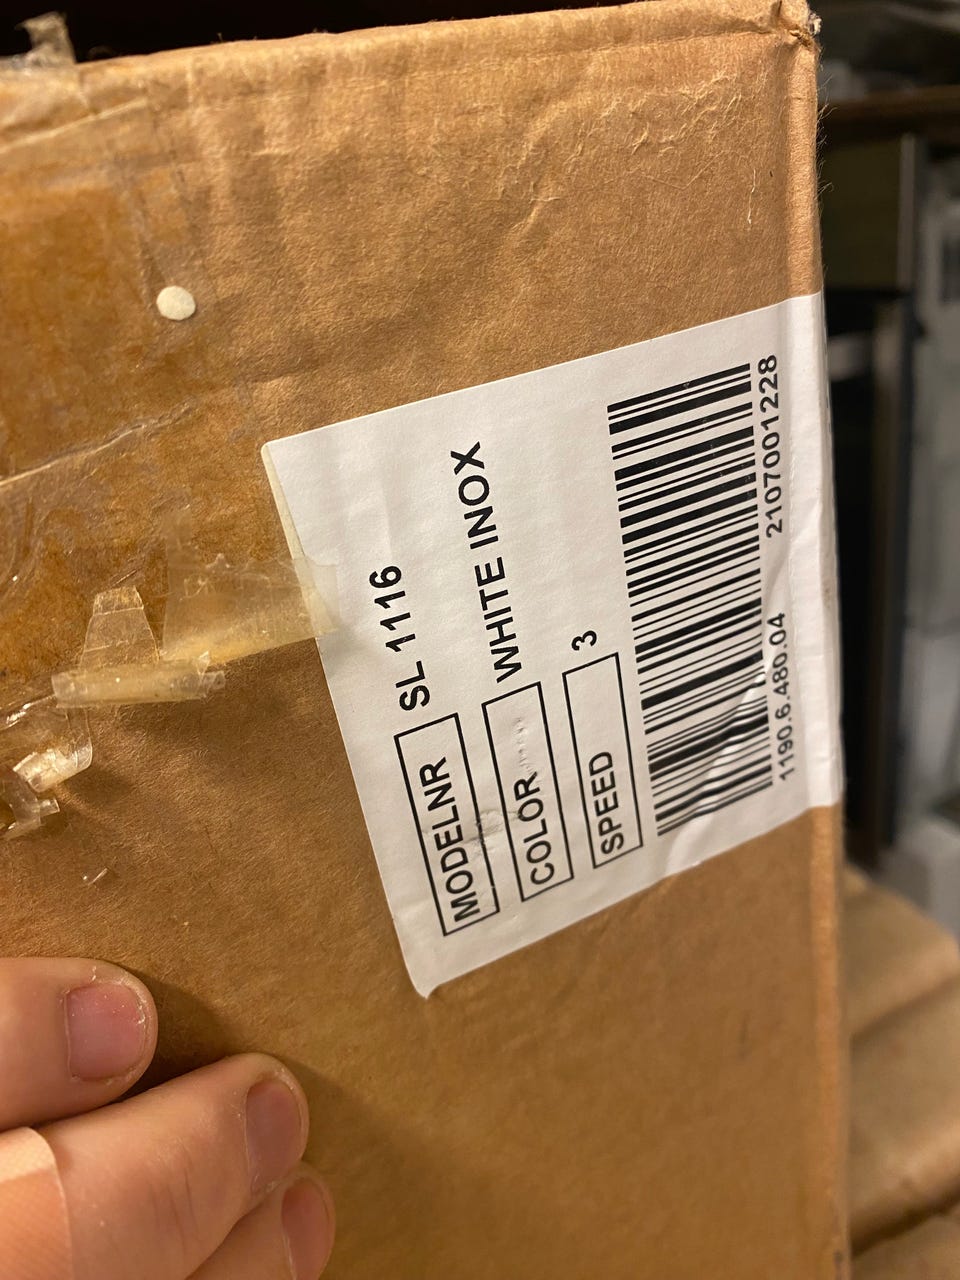 MODELNR SL 1116
COLOR WHITE INOX
SPEED 3
1190.6.480.04 2107001228